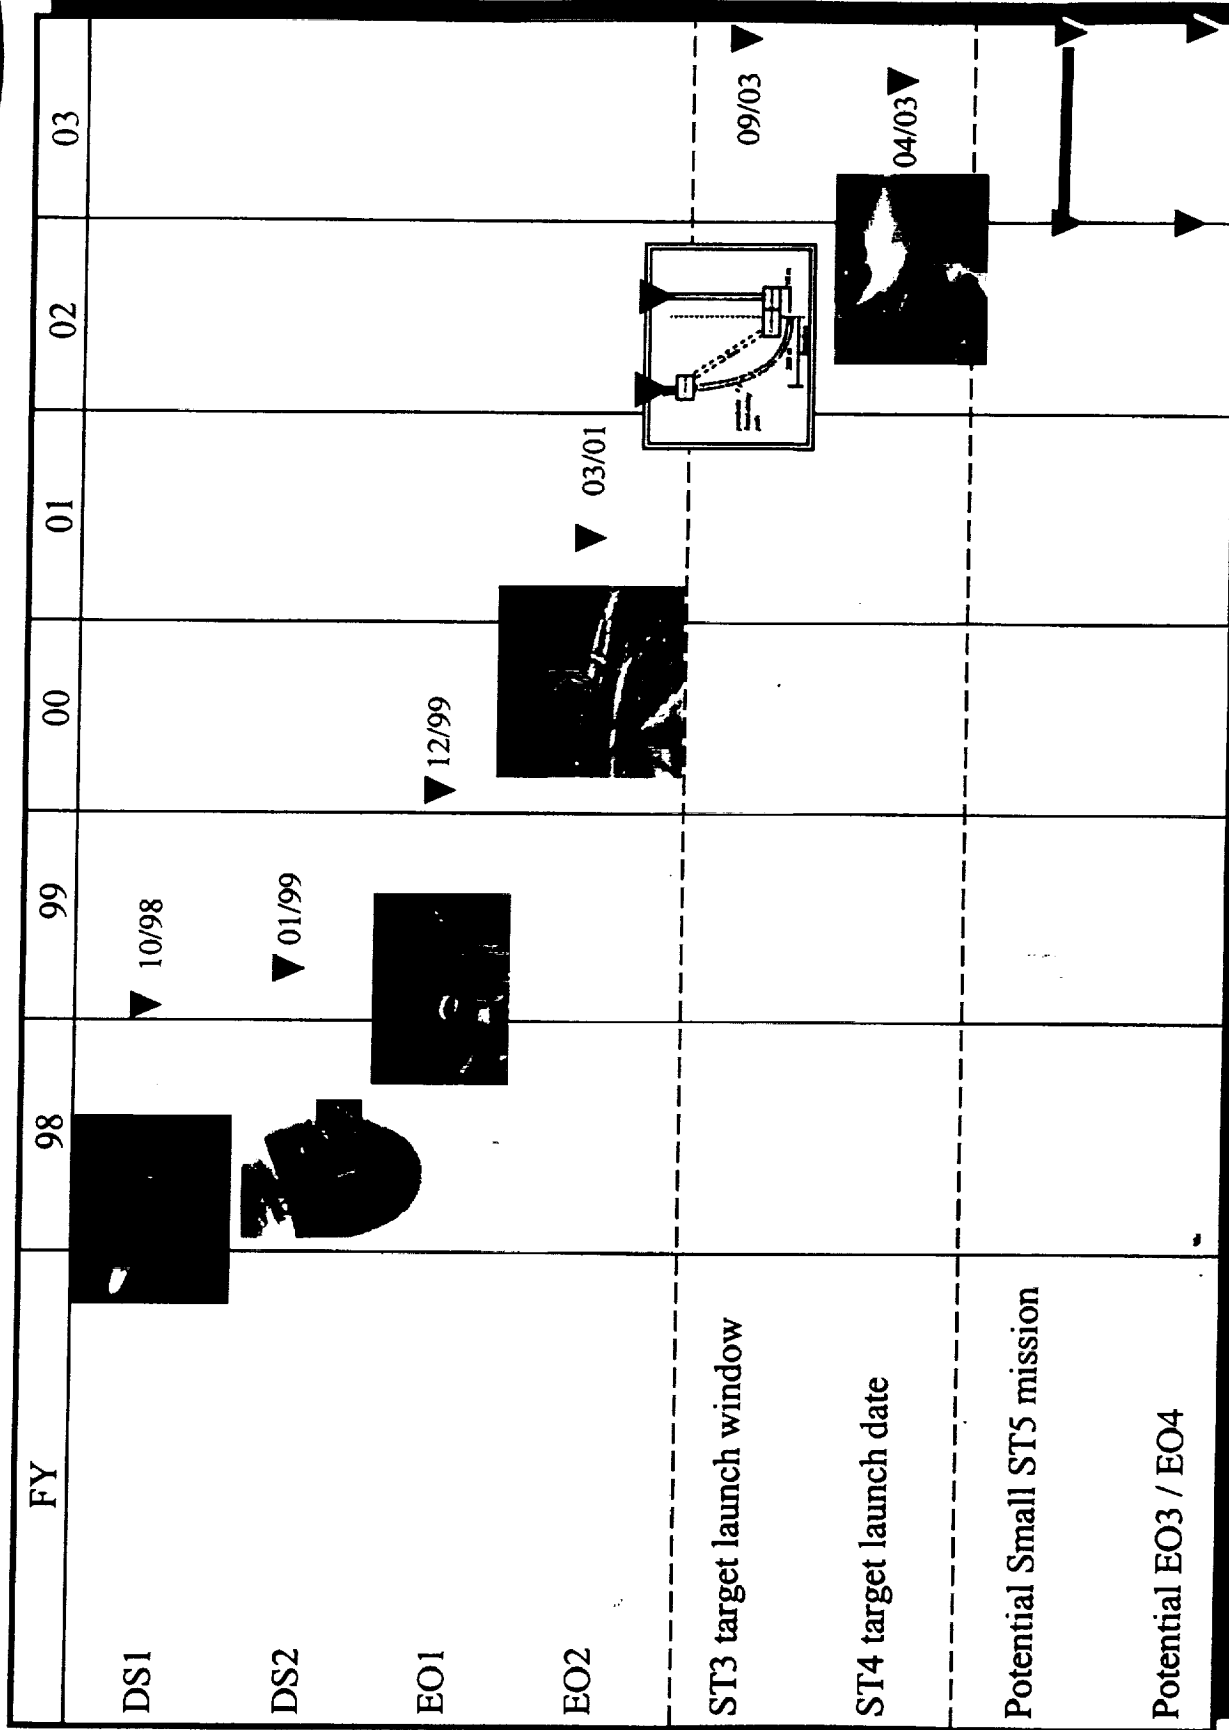 FY 98 99 00 01 02 03
DS1 10/98
DS2 01/99
EO1 12/99
EO2 03/01
ST3 target launch window 09/03
ST4 target launch date 04/03
Potential Small ST5 mission
Potential EO3 / EO4